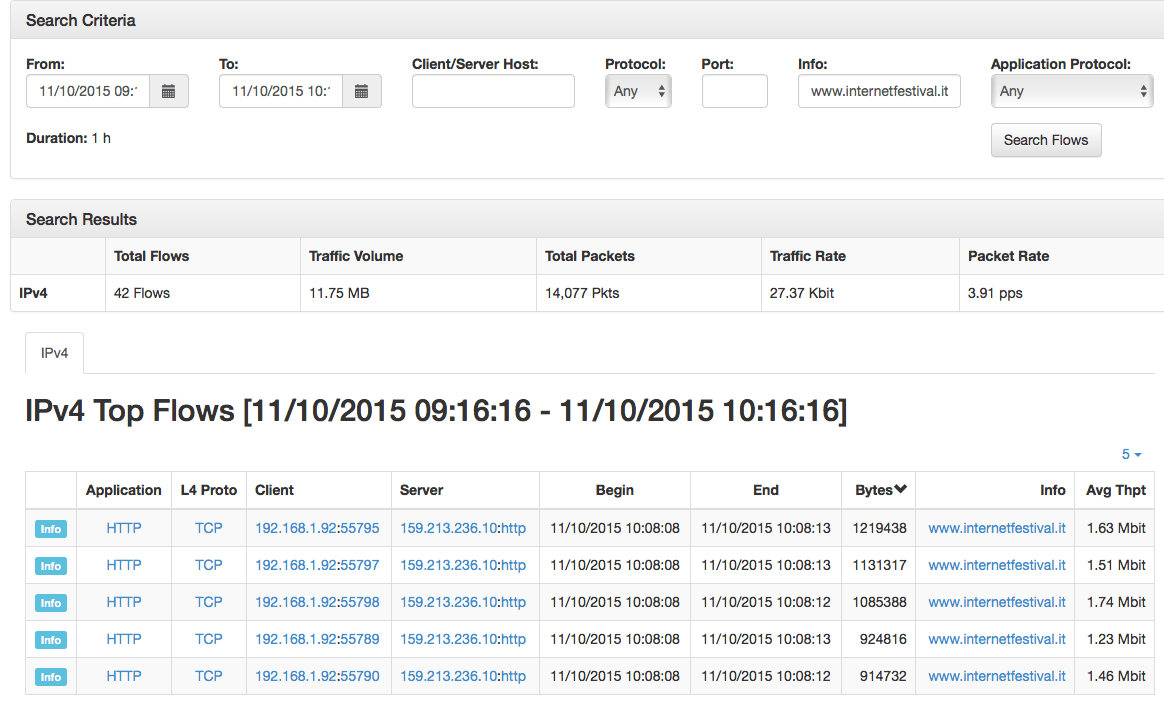 Search Criteria
From: To: Client/Server Host: Protocol: Port: Info: Application Protocol:
11/10/2015 09: 11/10/2015 10: Any www.internetfestival.it Any
Duration: 1 h Search Flows
Search Results
Total Flows Traffic Volume Total Packets Traffic Rate Packet Rate
IPv4 42 Flows 11.75 MB 14,077 Pkts 27.37 Kbit 3.91 pps
IPv4
IPv4 Top Flows [11/10/2015 09:16:16 - 11/10/2015 10:16:16]
5
Application L4 Proto Client Server Begin End Bytes Info Avg Thpt
Info HTTP TCP 192.168.1.92:55795 159.213.236.10:http 11/10/2015 10:08:08 11/10/2015 10:08:13 1219438 www.internetfestival.it 1.63 Mbit
Info HTTP TCP 192.168.1.92:55797 159.213.236.10:http 11/10/2015 10:08:08 11/10/2015 10:08:13 1131317 www.internetfestival.it 1.51 Mbit
Info HTTP TCP 192.168.1.92:55798 159.213.236.10:http 11/10/2015 10:08:08 11/10/2015 10:08:12 1085388 www.internetfestival.it 1.74 Mbit
Info HTTP TCP 192.168.1.92:55789 159.213.236.10:http 11/10/2015 10:08:08 11/10/2015 10:08:13 924816 www.internetfestival.it 1.23 Mbit
Info HTTP TCP 192.168.1.92:55790 159.213.236.10:http 11/10/2015 10:08:08 11/10/2015 10:08:12 914732 www.internetfestival.it 1.46 Mbit